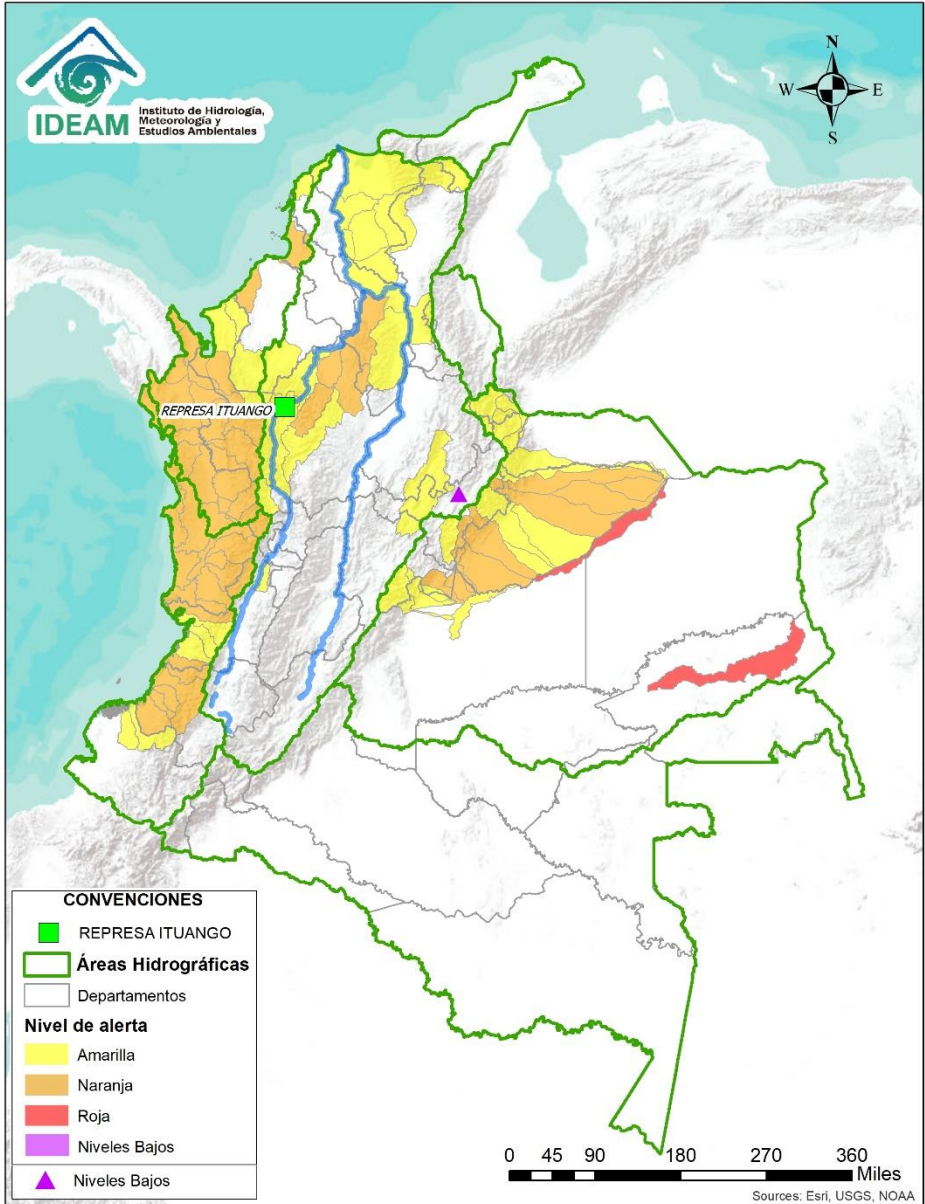 IDEAM
Instituto de Hidrología,
Meteorología y
Estudios Ambientales
N
W E
S
REPRESA ITUANGO
CONVENCIONES
REPRESA ITUANGO
Áreas Hidrográficas
Departamentos
Nivel de alerta
Amarilla
Naranja
Roja
Niveles Bajos
Niveles Bajos
0 45 90 180 270 360
Miles
Sources: Esri, USGS, NOAA